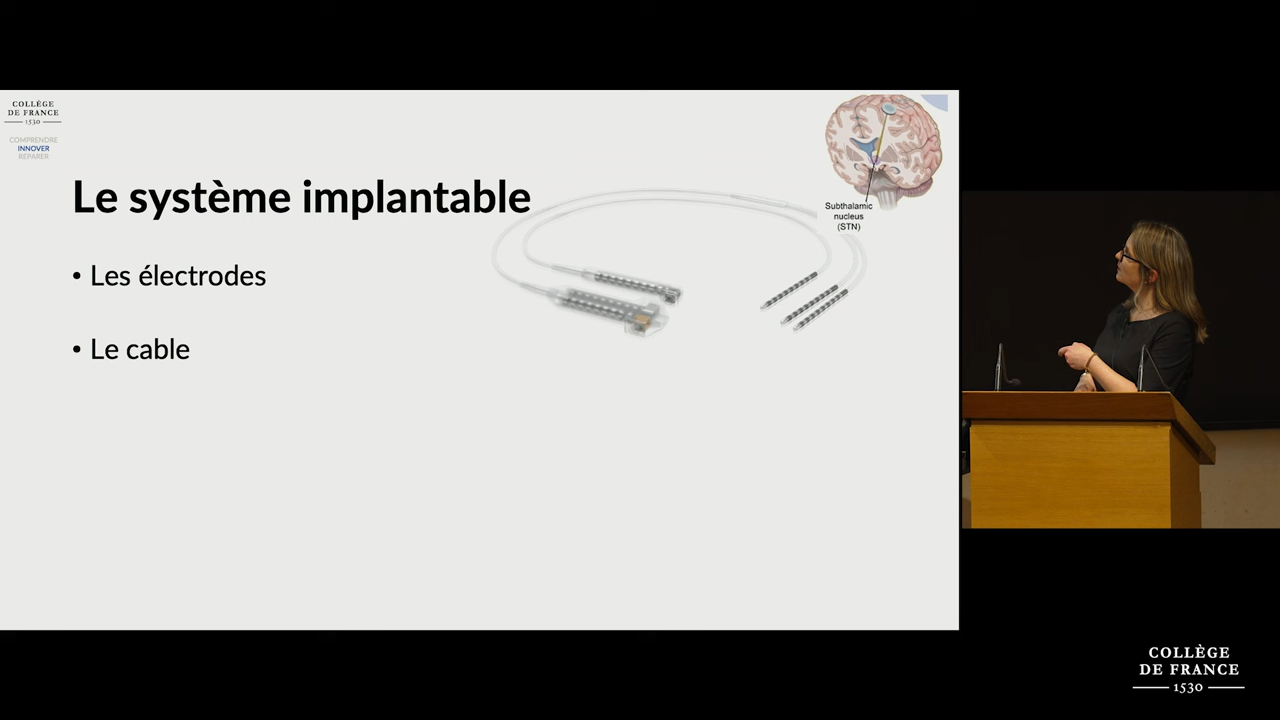 COLLÈGE
DE FRANCE
1530
COMPRENDRE
INNOVER
REPARER
Le système implantable
• Les électrodes
• Le cable
Subthalamic
nucleus
(STN)
COLLÈGE
DE FRANCE
1530